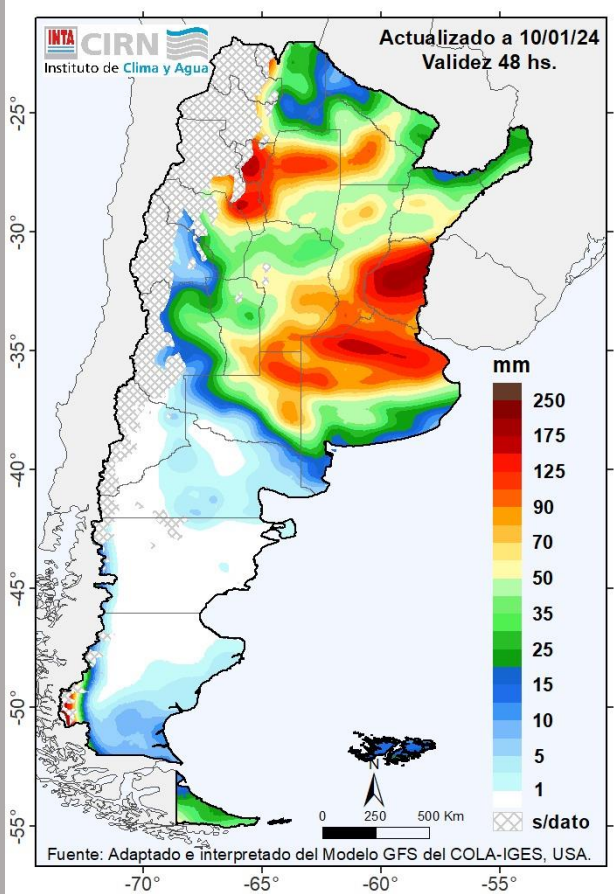 INTA CIRN
Instituto de Clima y Agua
Actualizado a 10/01/24
Validez 48 hs.
25°
30°
35°
40°
45°
50°
55°
mm
250
175
125
90
70
50
35
25
15
10
5
1
s/dato
N
0 250 500 Km
Fuente: Adaptado e interpretado del Modelo GFS del COLA-IGES, USA.
-70° -65° -60° -55°